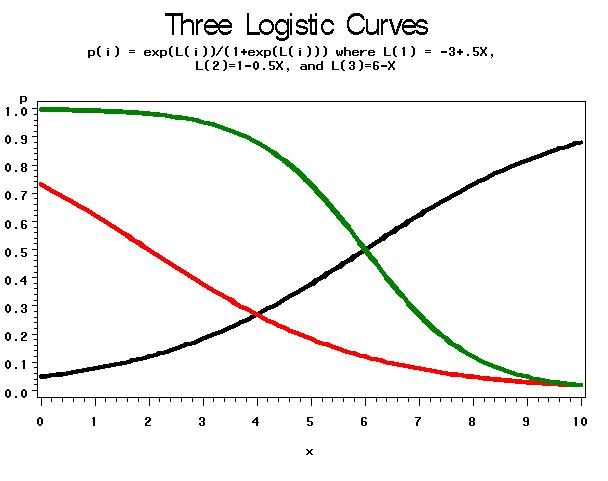 Three Logistic Curves
p(i) = exp(L(i))/(1+exp(L(i))) where L(1) = -3+.5X,
L(2)=1-0.5X, and L(3)=6-X
P
1.0
0.9
0.8
0.7
0.6
0.5
0.4
0.3
0.2
0.1
0.0
0 1 2 3 4 5 6 7 8 9 10
x